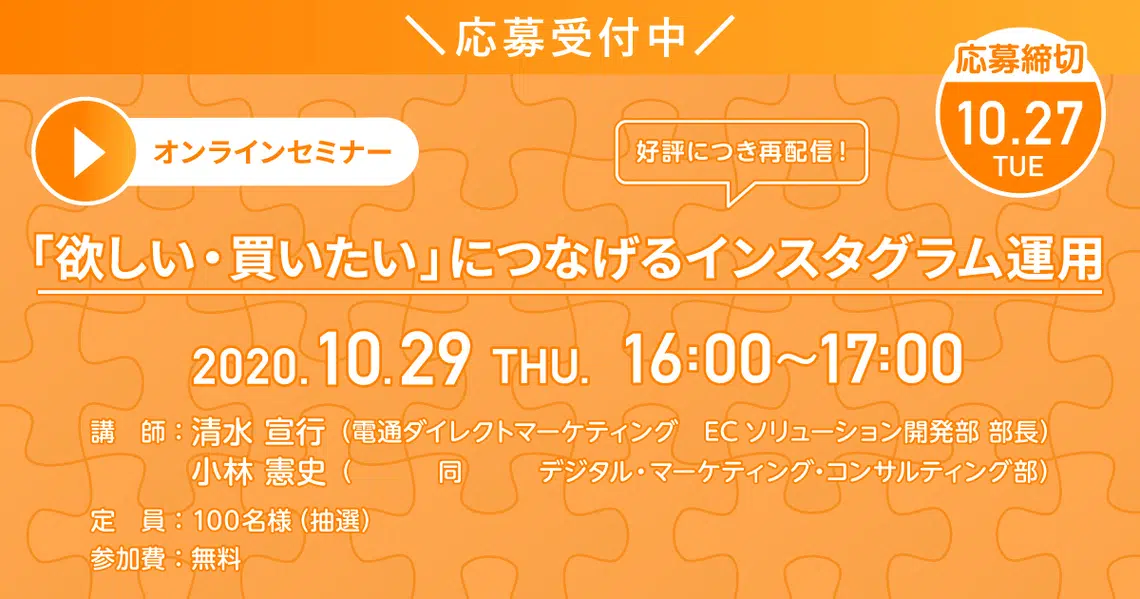 ＼応募受付中／
応募締切
10.27
TUE
オンラインセミナー
好評につき再配信！
「欲しい・買いたい」につなげるインスタグラム運用
2020.10.29 THU. 16:00～17:00
講　師：清水 宣行（電通ダイレクトマーケティング　EC ソリューション開発部 部長）
小林 憲史（　同　デジタル・マーケティング・コンサルティング部）
定　員：100名様（抽選）
参加費：無料